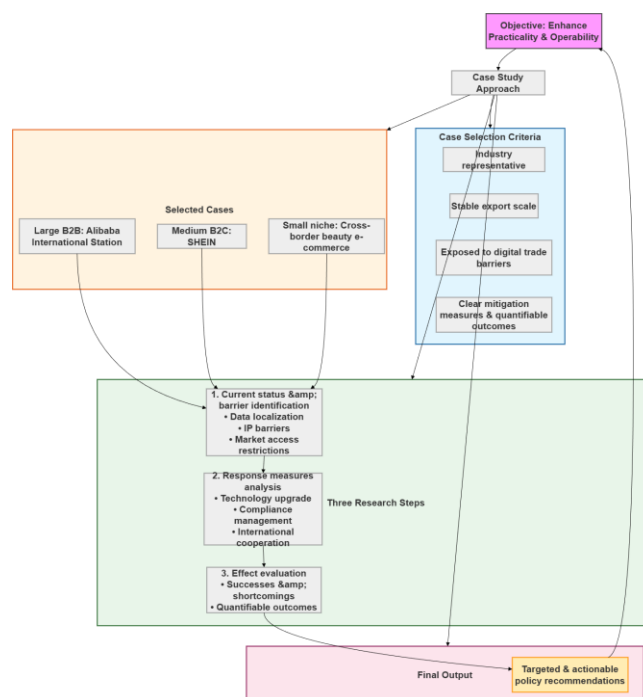 Objective: Enhance
Practicality & Operability
Case Study
Approach
Case Selection Criteria
Industry
representative
Stable export scale
Exposed to digital trade
barriers
Clear mitigation
measures & quantifiable
outcomes
Selected Cases
Large B2B: Alibaba
International Station
Medium B2C:
SHEIN
Small niche: Cross-
border beauty e-
commerce
1. Current status &amp;
barrier identification
• Data localization
• IP barriers
• Market access
restrictions
2. Response measures
analysis
• Technology upgrade
• Compliance
management
• International
cooperation
Three Research Steps
3. Effect evaluation
• Successes &amp;
shortcomings
• Quantifiable outcomes
Final Output
Targeted & actionable
policy recommendations